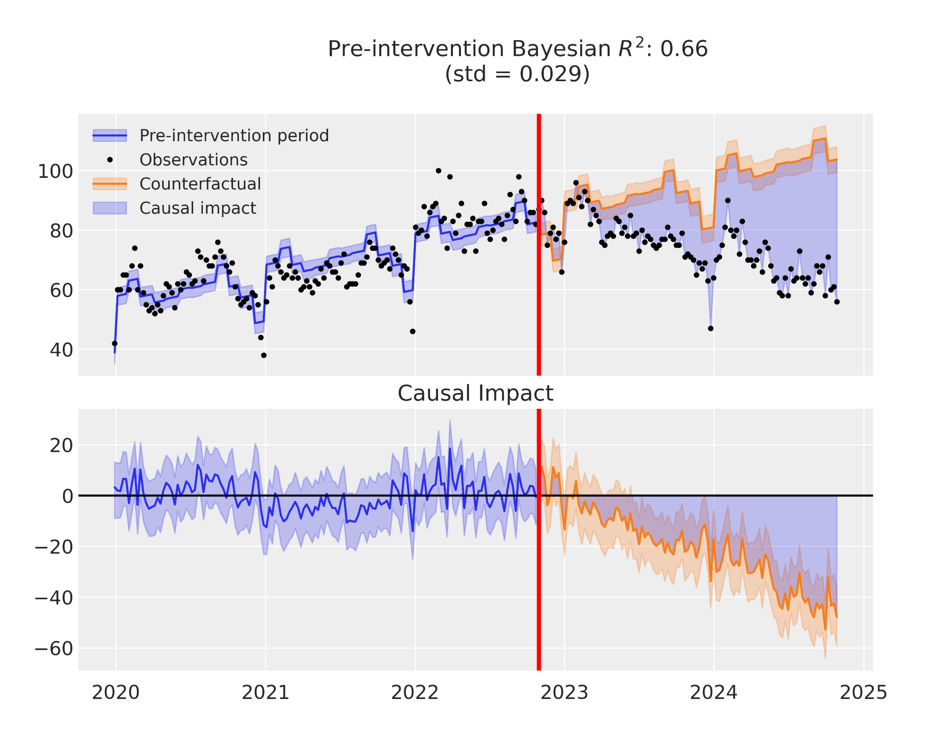 Pre-intervention Bayesian R²: 0.66
(std = 0.029)
Pre-intervention period
Observations
Counterfactual
Causal impact
100
80
60
40
Causal Impact
20
0
−20
−40
−60
2020 2021 2022 2023 2024 2025